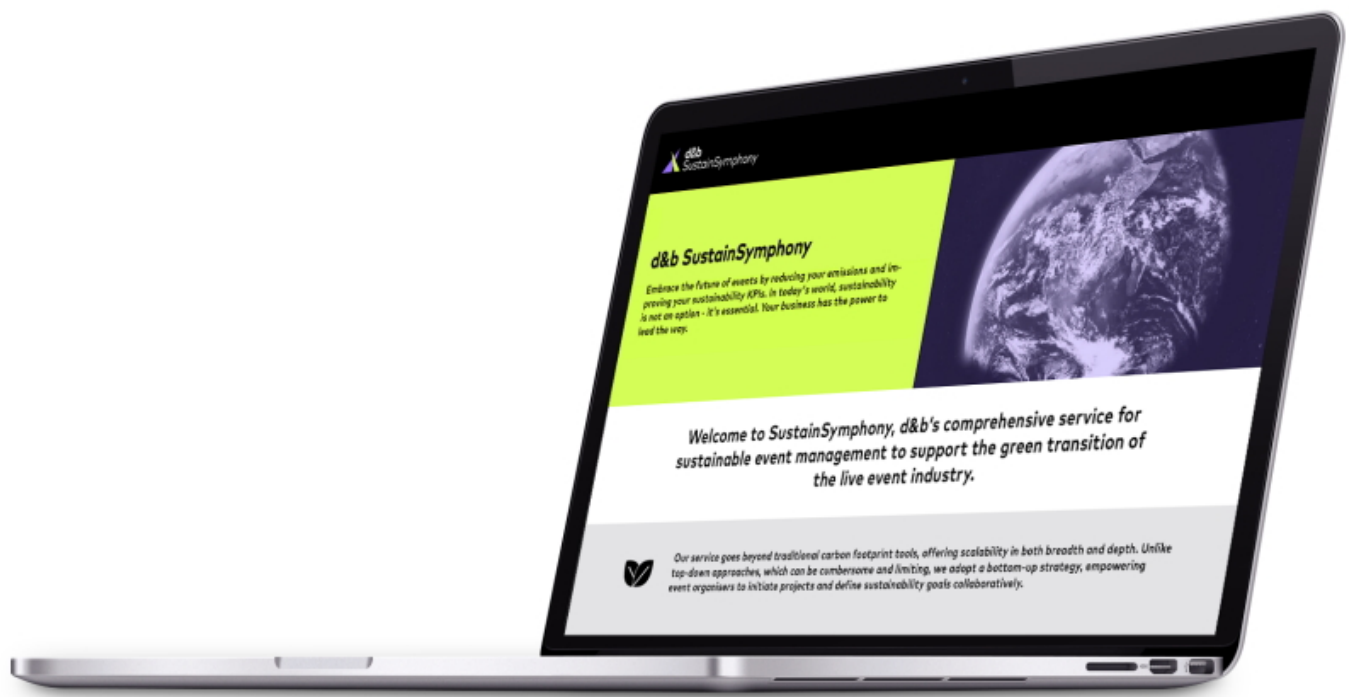 d&b
SustainSymphony
d&b SustainSymphony
Embrace the future of events by reducing your emissions and im-
proving your sustainability KPIs. In today's world, sustainability
is not an option - it's essential. Your business has the power to
lead the way.
Welcome to SustainSymphony, d&b's comprehensive service for
sustainable event management to support the green transition of
the live event industry.
Our service goes beyond traditional carbon footprint tools, offering scalability in both breadth and depth. Unlike
top-down approaches, which can be cumbersome and limiting, we adopt a bottom-up strategy, empowering
event organisers to initiate projects and define sustainability goals collaboratively.